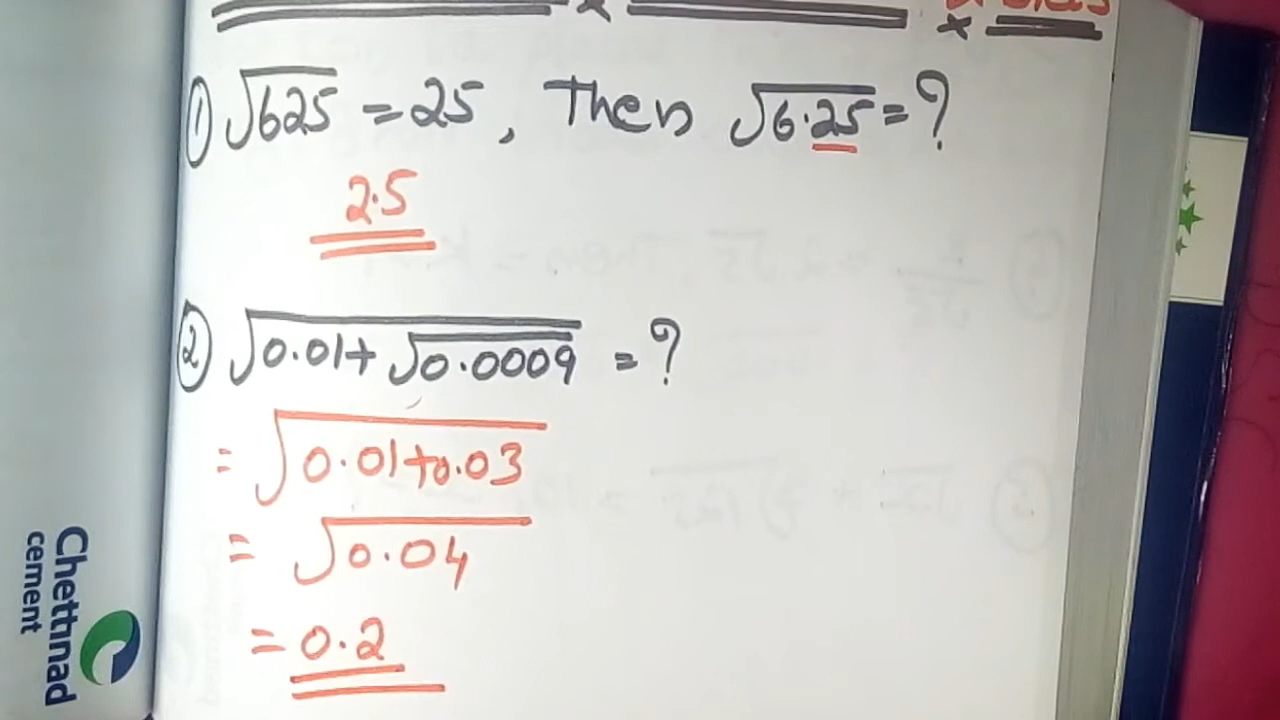 ① √625 = 25, Then √6.25 = ?
2.5
② √0.01+√0.0009 = ?
= √0.01+0.03
= √0.04
= 0.2
Chettinad
cement